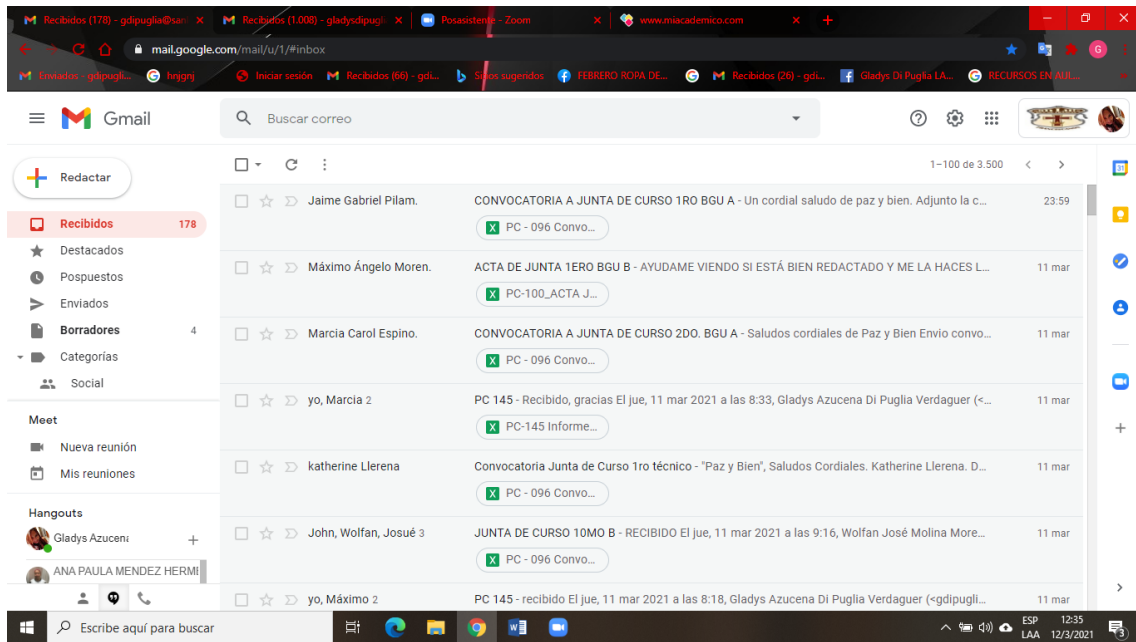 Recibidos (178) - gdipuglia@san
Recibidos (1.008) - gladysdipugli
Posasistente - Zoom
www.miacademico.com
mail.google.com/mail/u/1/#inbox
Enviados - gdipugli...
hnjgnj
Iniciar sesión
Recibidos (66) - gdi...
Sitios sugeridos
FEBRERO ROPA DE...
Recibidos (26) - gdi...
Gladys Di Puglia LA...
RECURSOS EN AUL...
Gmail
Buscar correo
Redactar
1–100 de 3.500
Recibidos 178
Destacados
Pospuestos
Enviados
Borradores 4
Categorías
Social
Meet
Nueva reunión
Mis reuniones
Hangouts
Gladys Azucena
ANA PAULA MENDEZ HERME
Jaime Gabriel Pilam. CONVOCATORIA A JUNTA DE CURSO 1RO BGU A - Un cordial saludo de paz y bien. Adjunto la c... 23:59
PC - 096 Convo...
Máximo Ángelo Moren. ACTA DE JUNTA 1ERO BGU B - AYUDAME VIENDO SI ESTÁ BIEN REDACTADO Y ME LA HACES L... 11 mar
PC-100_ACTA J...
Marcia Carol Espino. CONVOCATORIA A JUNTA DE CURSO 2DO. BGU A - Saludos cordiales de Paz y Bien Envio convo... 11 mar
PC - 096 Convo...
yo, Marcia 2 PC 145 - Recibido, gracias El jue, 11 mar 2021 a las 8:33, Gladys Azucena Di Puglia Verdaguer (<... 11 mar
PC-145 Informe...
katherine Llerena Convocatoria Junta de Curso 1ro técnico - "Paz y Bien", Saludos Cordiales. Katherine Llerena. D... 11 mar
PC - 096 Convo...
John, Wolfan, Josué 3 JUNTA DE CURSO 10MO B - RECIBIDO El jue, 11 mar 2021 a las 9:16, Wolfan José Molina More... 11 mar
PC - 096 Convo...
yo, Máximo 2 PC 145 - recibido El jue, 11 mar 2021 a las 8:18, Gladys Azucena Di Puglia Verdaguer (<gdipugli... 11 mar
Escribe aquí para buscar
ESP
LAA
12:35
12/3/2021
3